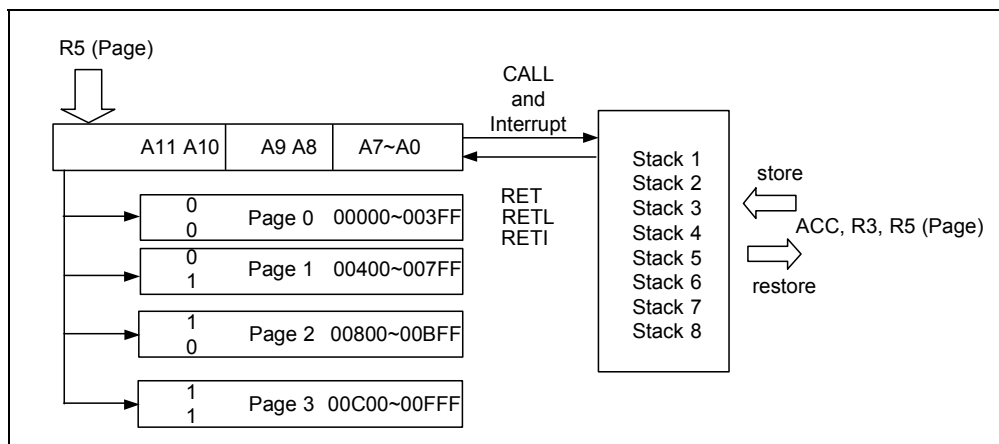 R5 (Page)
CALL
and
Interrupt
A11 A10 A9 A8 A7~A0
RET
RETL
RETI
0
0
Page 0 00000~003FF
0
1
Page 1 00400~007FF
1
0
Page 2 00800~00BFF
1
1
Page 3 00C00~00FFF
Stack 1
Stack 2
Stack 3
Stack 4
Stack 5
Stack 6
Stack 7
Stack 8
store
ACC, R3, R5 (Page)
restore